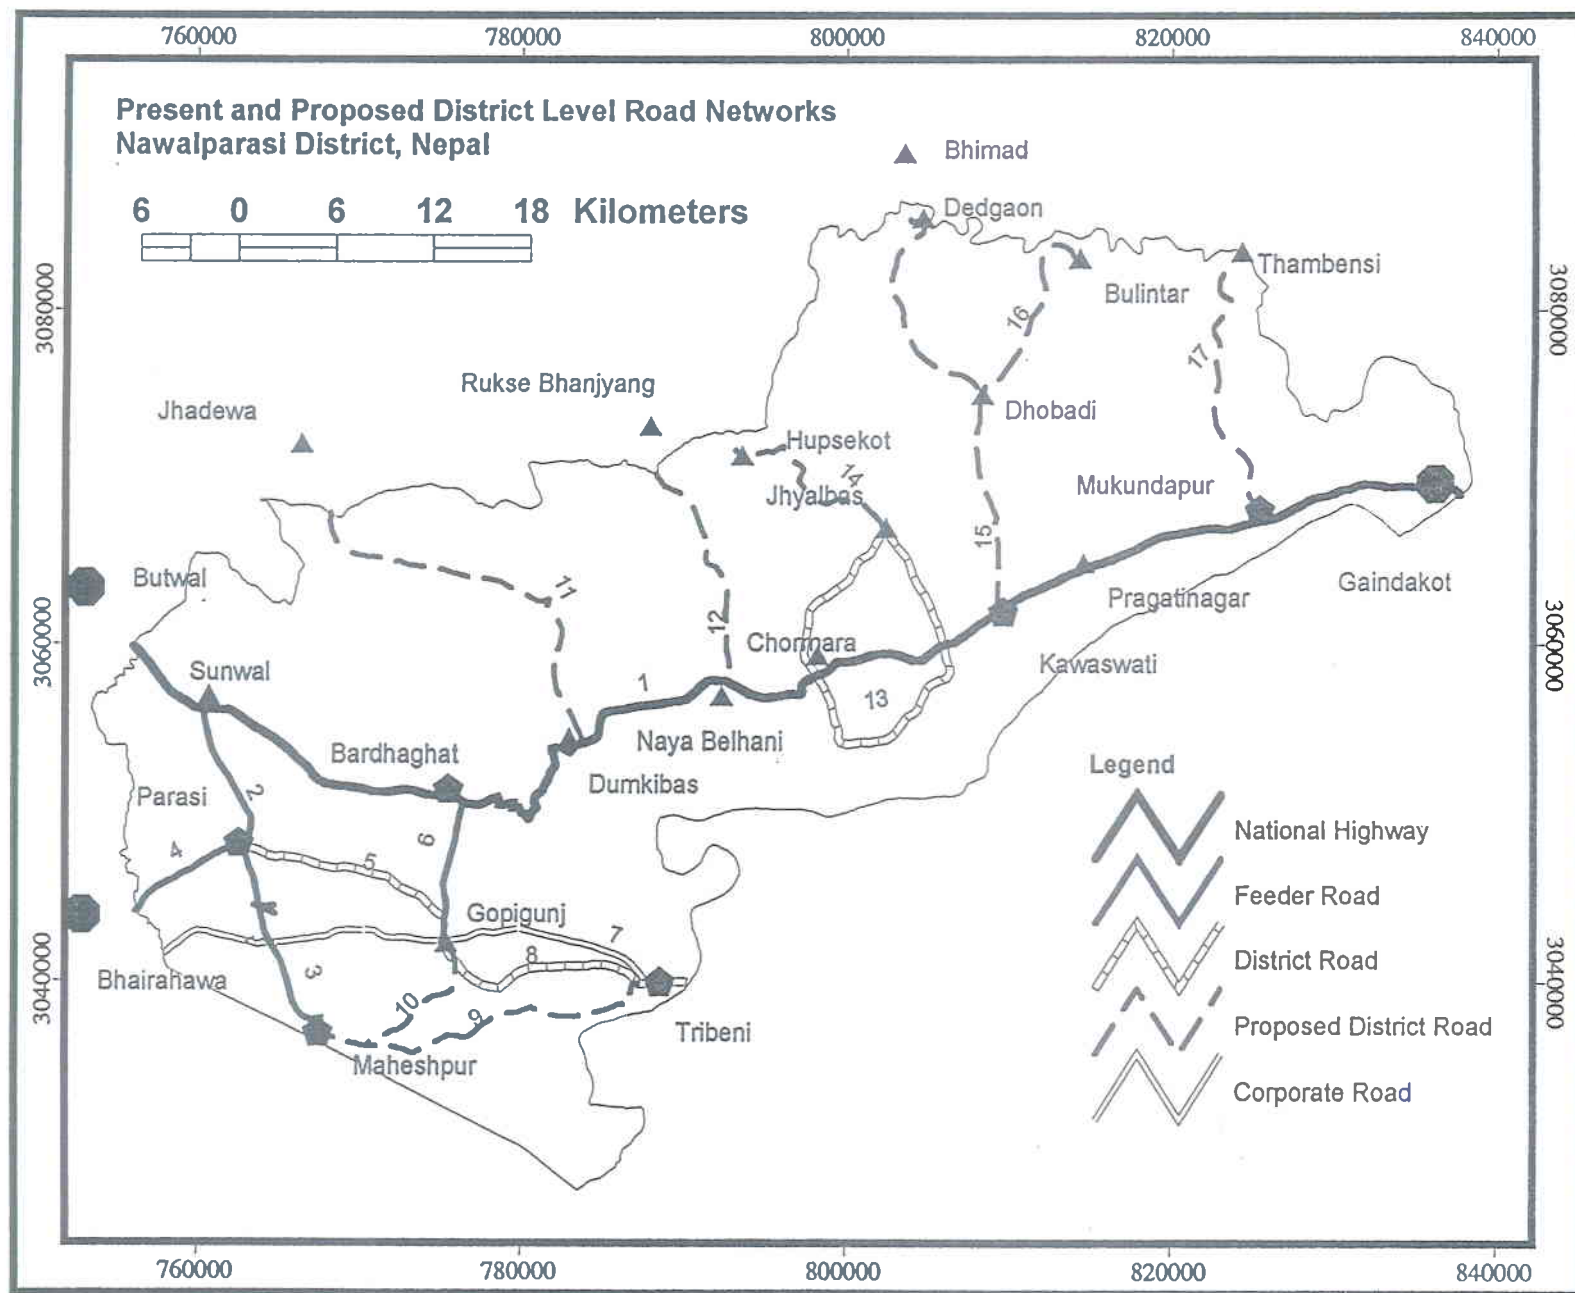 760000 780000 800000 820000 840000
Present and Proposed District Level Road Networks
Nawalparasi District, Nepal
6 0 6 12 18 Kilometers
Bhimad
Dedgaon
Thambensi
Bulintar
3080000
3080000
16
17
Rukse Bhanjyang
Jhadewa
Dhobadi
Hupsekot
14
Jhyalbas
Mukundapur
15
Butwal
11
Gaindakot
Pragatinagar
12
Chormara
3060000
3060000
Sunwal
Kawaswati
1
13
Naya Belhani
Bardhaghat
Dumkibas
Legend
Parasi
2
National Highway
4
5
6
Feeder Road
Gopigunj
7
8
District Road
Bhairahawa
3
3040000
3040000
10
9
Tribeni
Proposed District Road
Maheshpur
Corporate Road
760000 780000 800000 820000 840000